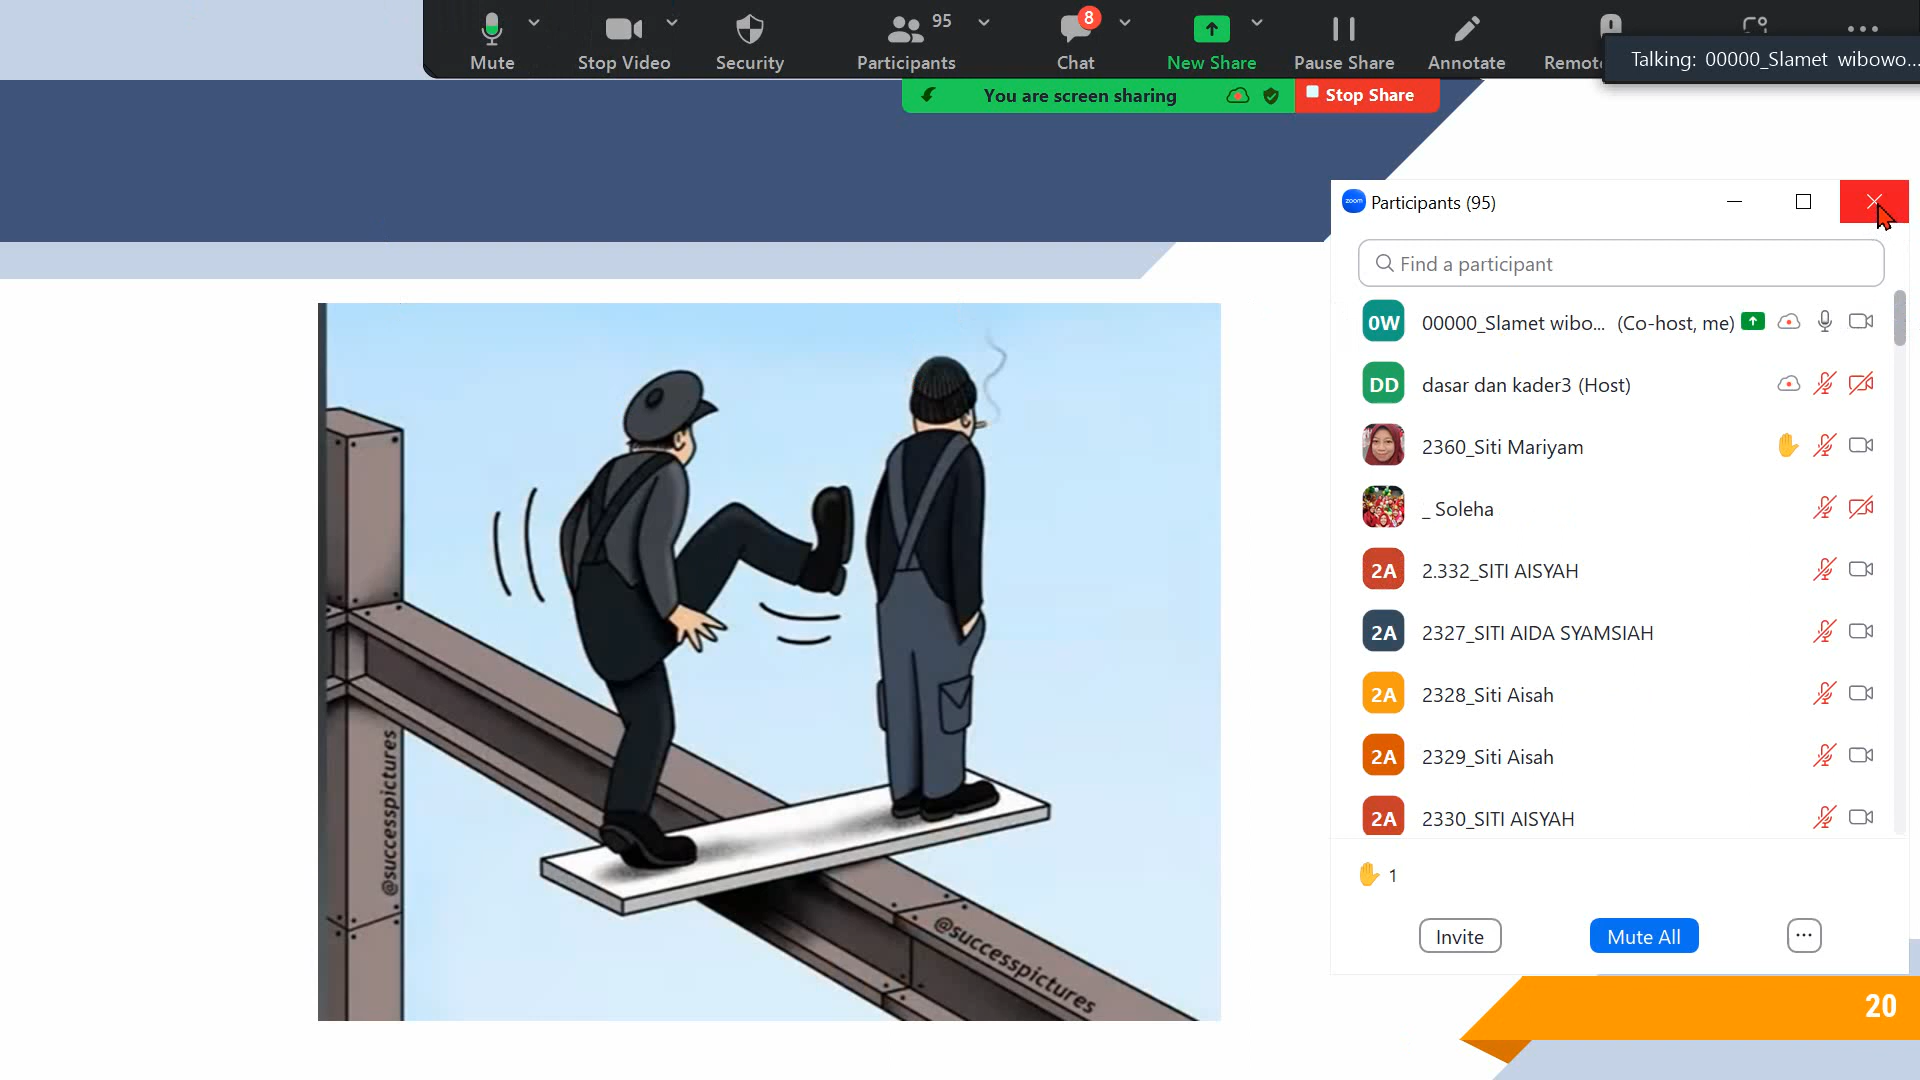 95
8
Mute
Stop Video
Security
Participants
Chat
New Share
Pause Share
Annotate
Remot
Talking: 00000_Slamet wibowo...
You are screen sharing
Stop Share
zoom
Participants (95)
Find a participant
0W
00000_Slamet wibo... (Co-host, me)
DD
dasar dan kader3 (Host)
2360_Siti Mariyam
_ Soleha
2A
2.332_SITI AISYAH
2A
2327_SITI AIDA SYAMSIAH
2A
2328_Siti Aisah
2A
2329_Siti Aisah
2A
2330_SITI AISYAH
1
Invite
Mute All
@successpictures
@successpictures
20